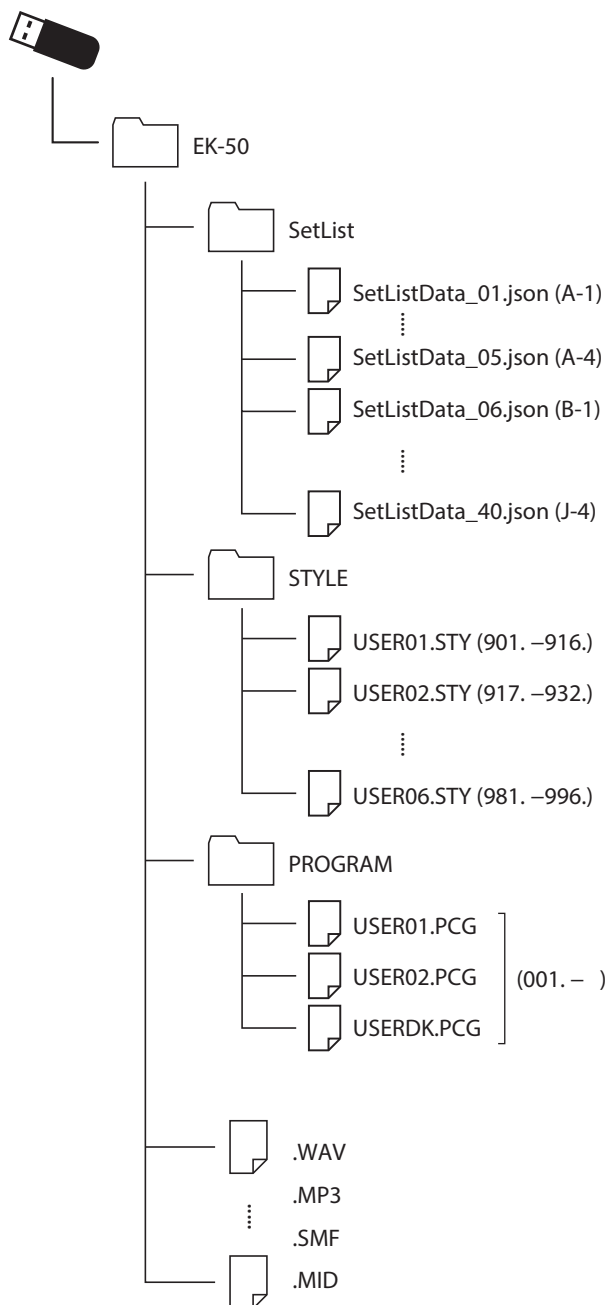 EK-50
SetList
SetListData_01.json (A-1)
SetListData_05.json (A-4)
SetListData_06.json (B-1)
SetListData_40.json (J-4)
STYLE
USER01.STY (901. –916.)
USER02.STY (917. –932.)
USER06.STY (981. –996.)
PROGRAM
USER01.PCG
USER02.PCG
(001. – )
USERDK.PCG
.WAV
.MP3
.SMF
.MID